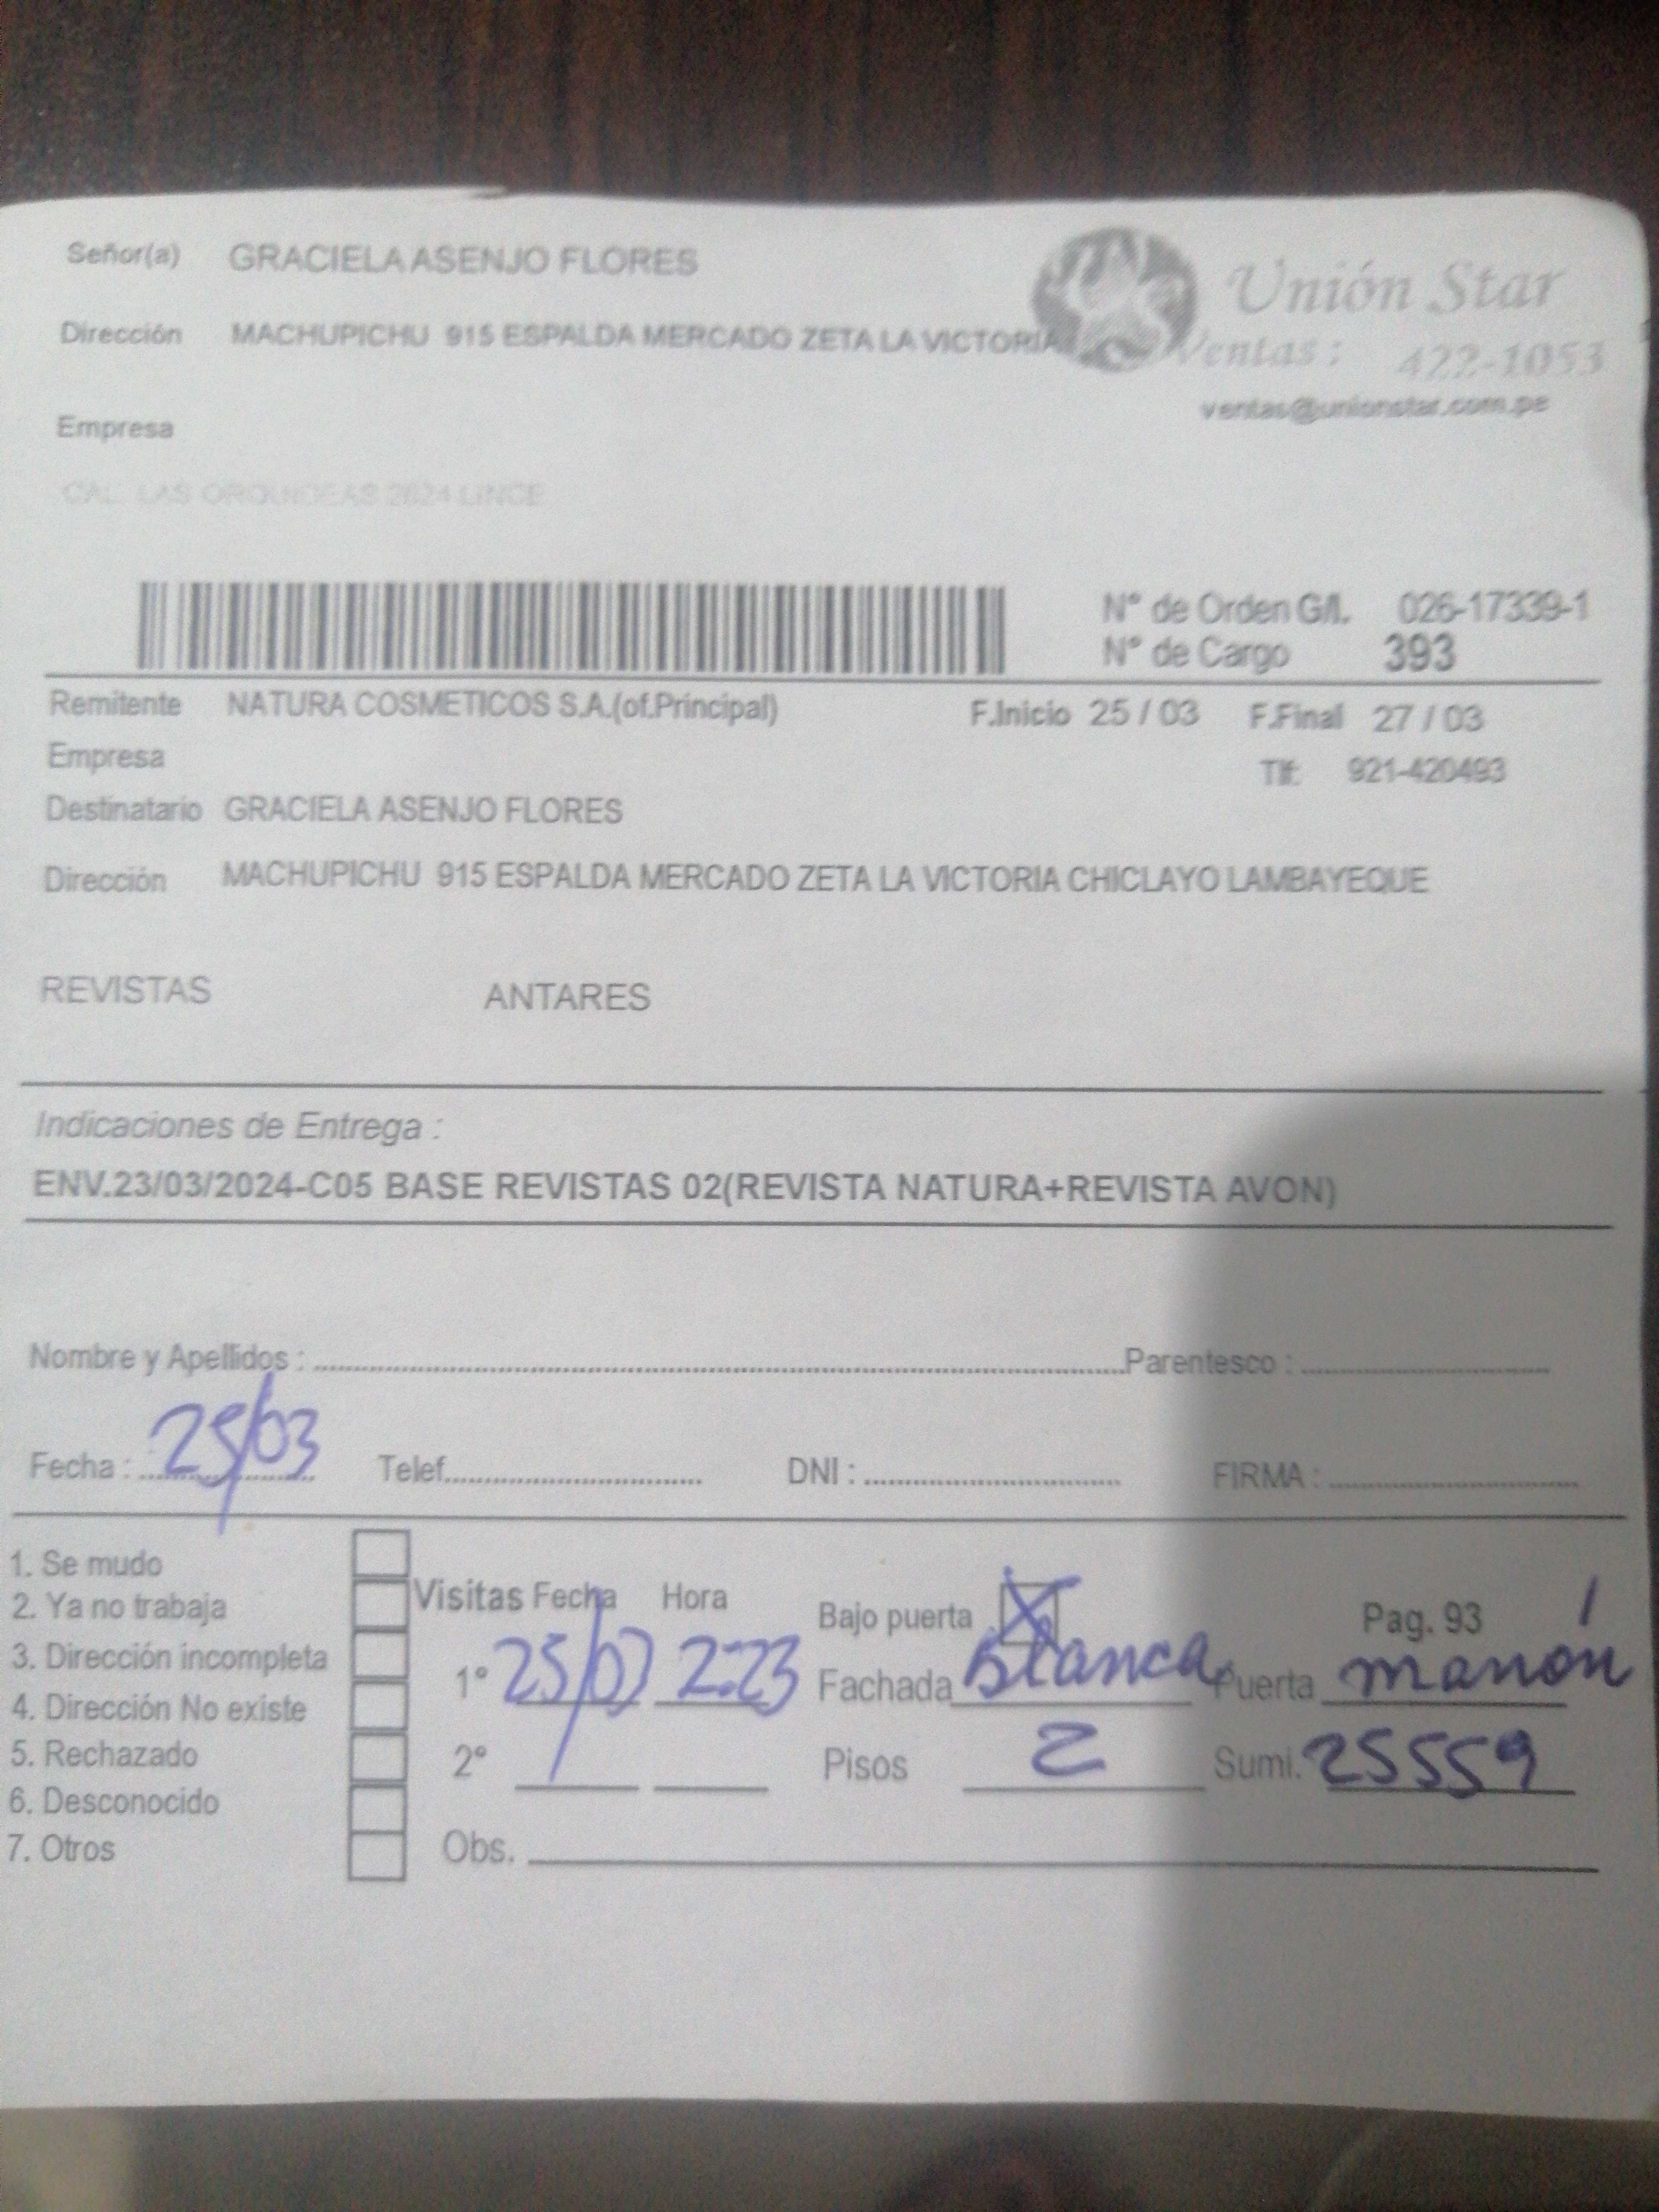 Señor(a) GRACIELA ASENJO FLORES
Unión Star
Dirección MACHUPICHU 915 ESPALDA MERCADO ZETA LA VICTORIA
Ventas : 422-1053
ventas@unionstar.com.pe
Empresa
CAL. LAS ORQUIDEAS 2624 LINCE
N° de Orden G/l. 026-17339-1
N° de Cargo 393
Remitente NATURA COSMETICOS S.A.(of.Principal) F.Inicio 25 / 03 F.Final 27 / 03
Empresa Tlf: 921-420493
Destinatario GRACIELA ASENJO FLORES
Dirección MACHUPICHU 915 ESPALDA MERCADO ZETA LA VICTORIA CHICLAYO LAMBAYEQUE
REVISTAS ANTARES
Indicaciones de Entrega :
ENV.23/03/2024-C05 BASE REVISTAS 02(REVISTA NATURA+REVISTA AVON)
Nombre y Apellidos : Parentesco :
Fecha : 25/03 Telef. DNI : FIRMA :
1. Se mudo
2. Ya no trabaja
3. Dirección incompleta
4. Dirección No existe
5. Rechazado
6. Desconocido
7. Otros
Visitas Fecha Hora Bajo puerta Pag. 93
1° 25/03 2:23 Fachada Blanca Puerta marrón
2° Pisos 2 Sumi. 25559
Obs.